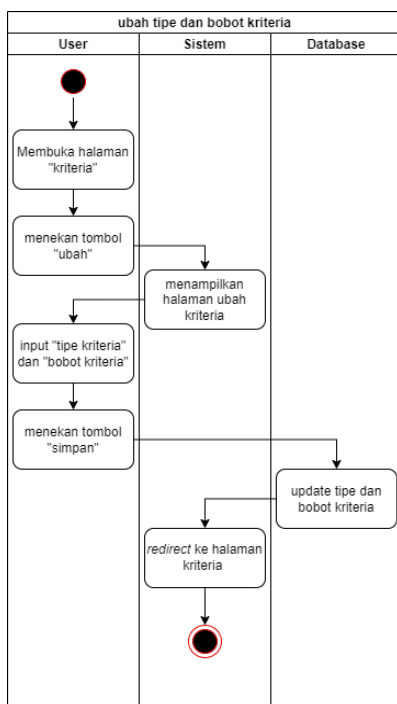 ubah tipe dan bobot kriteria
User
Sistem
Database
Membuka halaman
"kriteria"
menekan tombol
"ubah"
menampilkan
halaman ubah
kriteria
input "tipe kriteria"
dan "bobot kriteria"
menekan tombol
"simpan"
update tipe dan
bobot kriteria
redirect ke halaman
kriteria